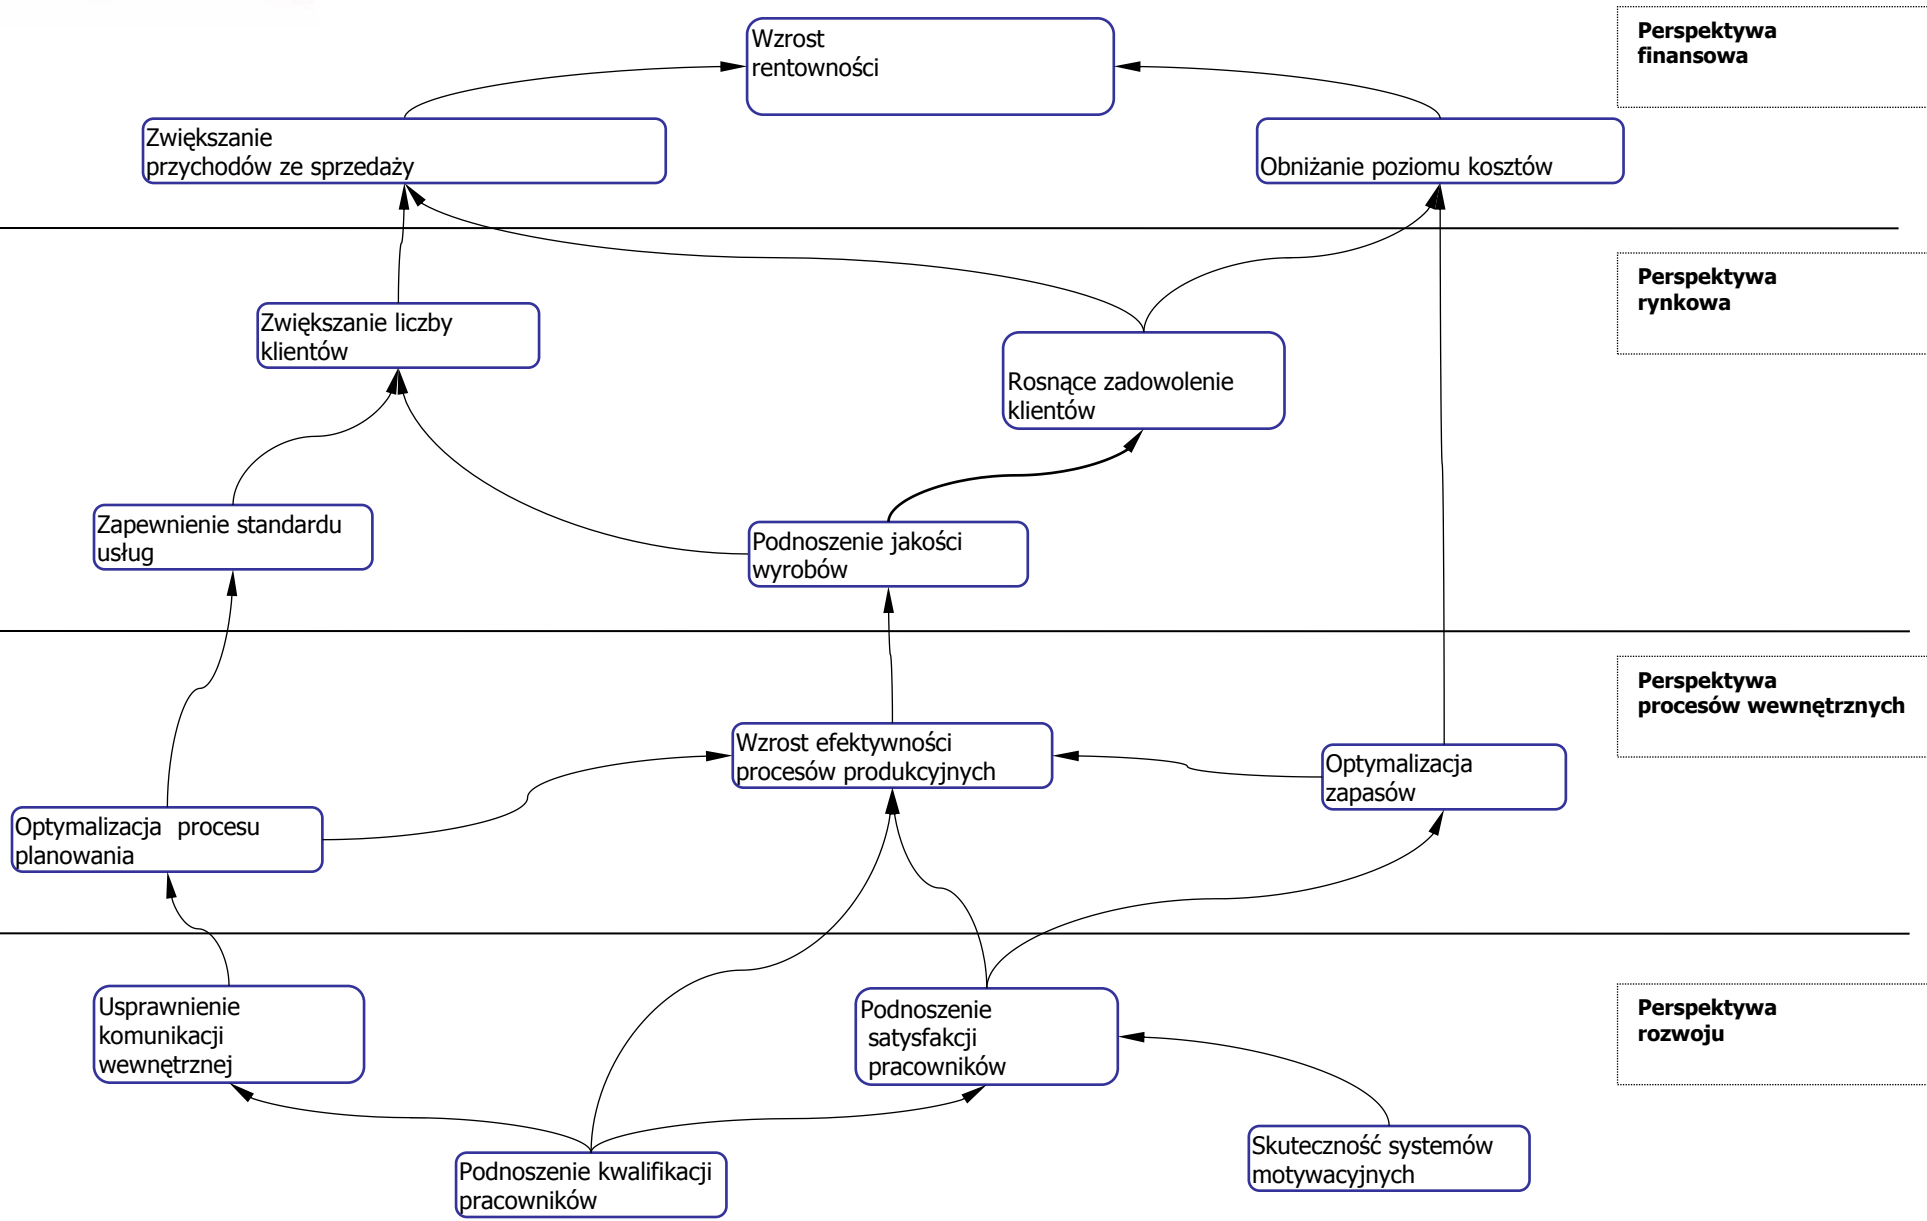 Wzrost
rentowności
Perspektywa
finansowa
Zwiększanie
przychodów ze sprzedaży
Obniżanie poziomu kosztów
Perspektywa
rynkowa
Zwiększanie liczby
klientów
Rosnące zadowolenie
klientów
Zapewnienie standardu
usług
Podnoszenie jakości
wyrobów
Perspektywa
procesów wewnętrznych
Wzrost efektywności
procesów produkcyjnych
Optymalizacja
zapasów
Optymalizacja procesu
planowania
Usprawnienie
komunikacji
wewnętrznej
Podnoszenie
satysfakcji
pracowników
Perspektywa
rozwoju
Podnoszenie kwalifikacji
pracowników
Skuteczność systemów
motywacyjnych